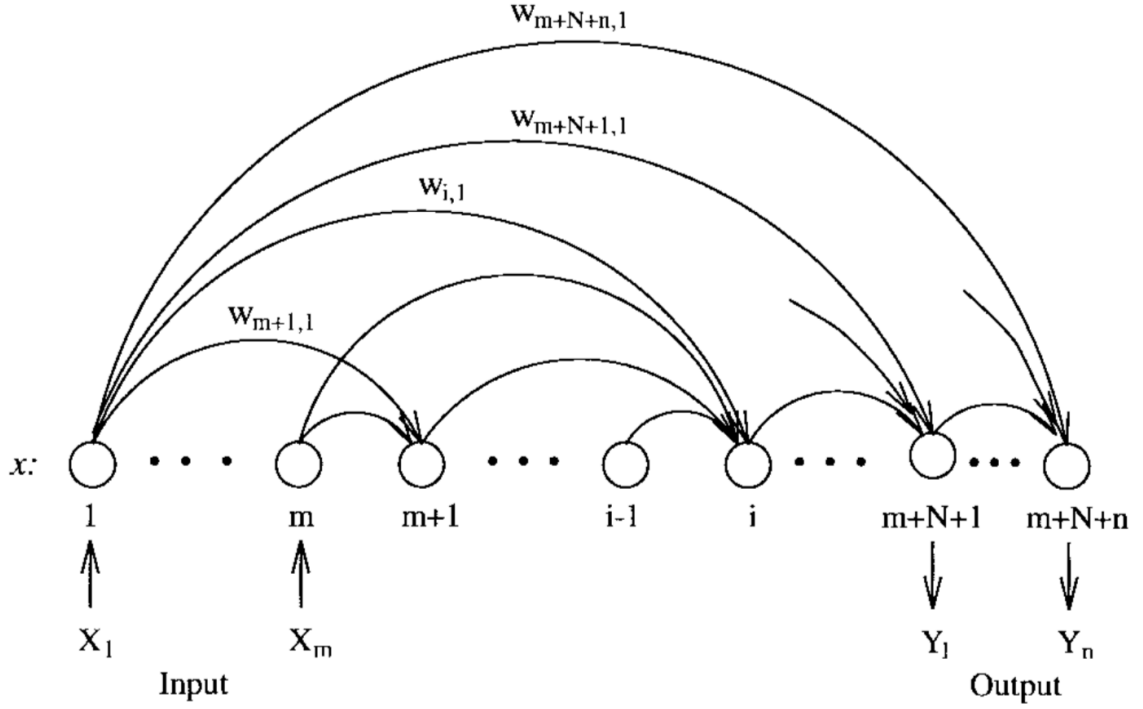 w_{m+N+n,1}
w_{m+N+1,1}
w_{i,1}
w_{m+1,1}
x:
1 m m+1 i-1 i m+N+1 m+N+n
X_1 X_m Y_1 Y_n
Input Output